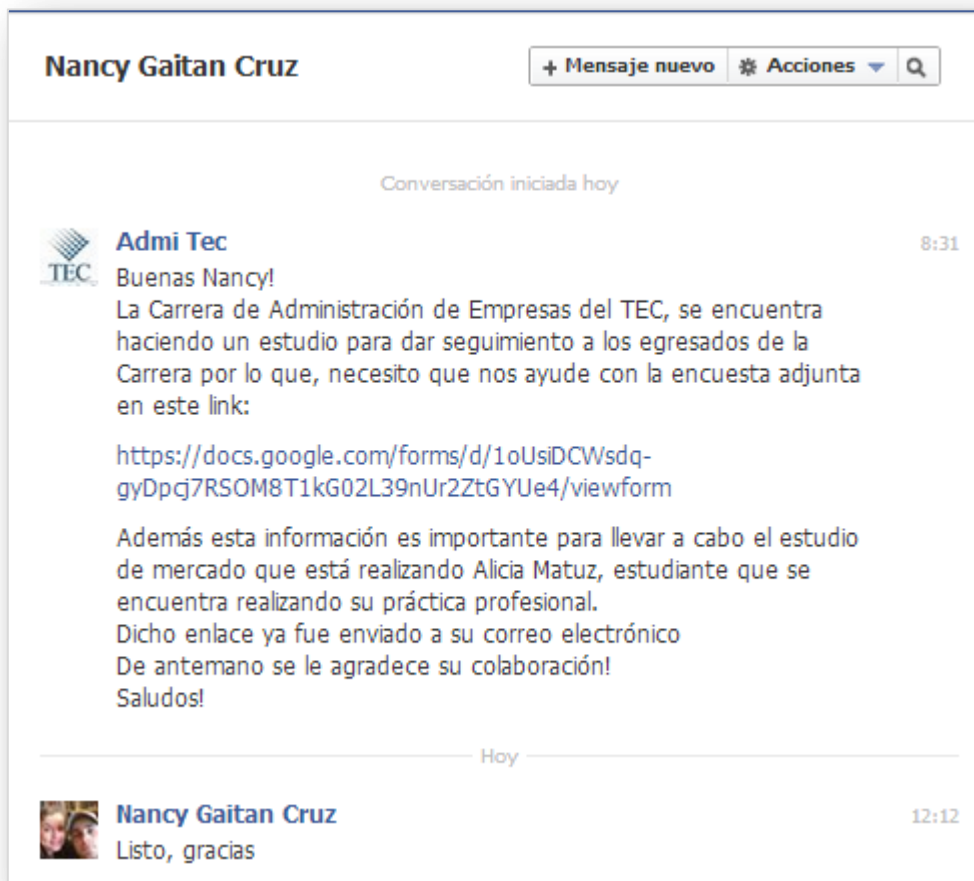 Nancy Gaitan Cruz
+ Mensaje nuevo Acciones
Conversación iniciada hoy
Admi Tec 8:31
TEC
Buenas Nancy!
La Carrera de Administración de Empresas del TEC, se encuentra
haciendo un estudio para dar seguimiento a los egresados de la
Carrera por lo que, necesito que nos ayude con la encuesta adjunta
en este link:
https://docs.google.com/forms/d/1oUsiDCWsdq-
gyDpcj7RSOM8T1kG02L39nUr2ZtGYUe4/viewform
Además esta información es importante para llevar a cabo el estudio
de mercado que está realizando Alicia Matuz, estudiante que se
encuentra realizando su práctica profesional.
Dicho enlace ya fue enviado a su correo electrónico
De antemano se le agradece su colaboración!
Saludos!
Hoy
Nancy Gaitan Cruz 12:12
Listo, gracias